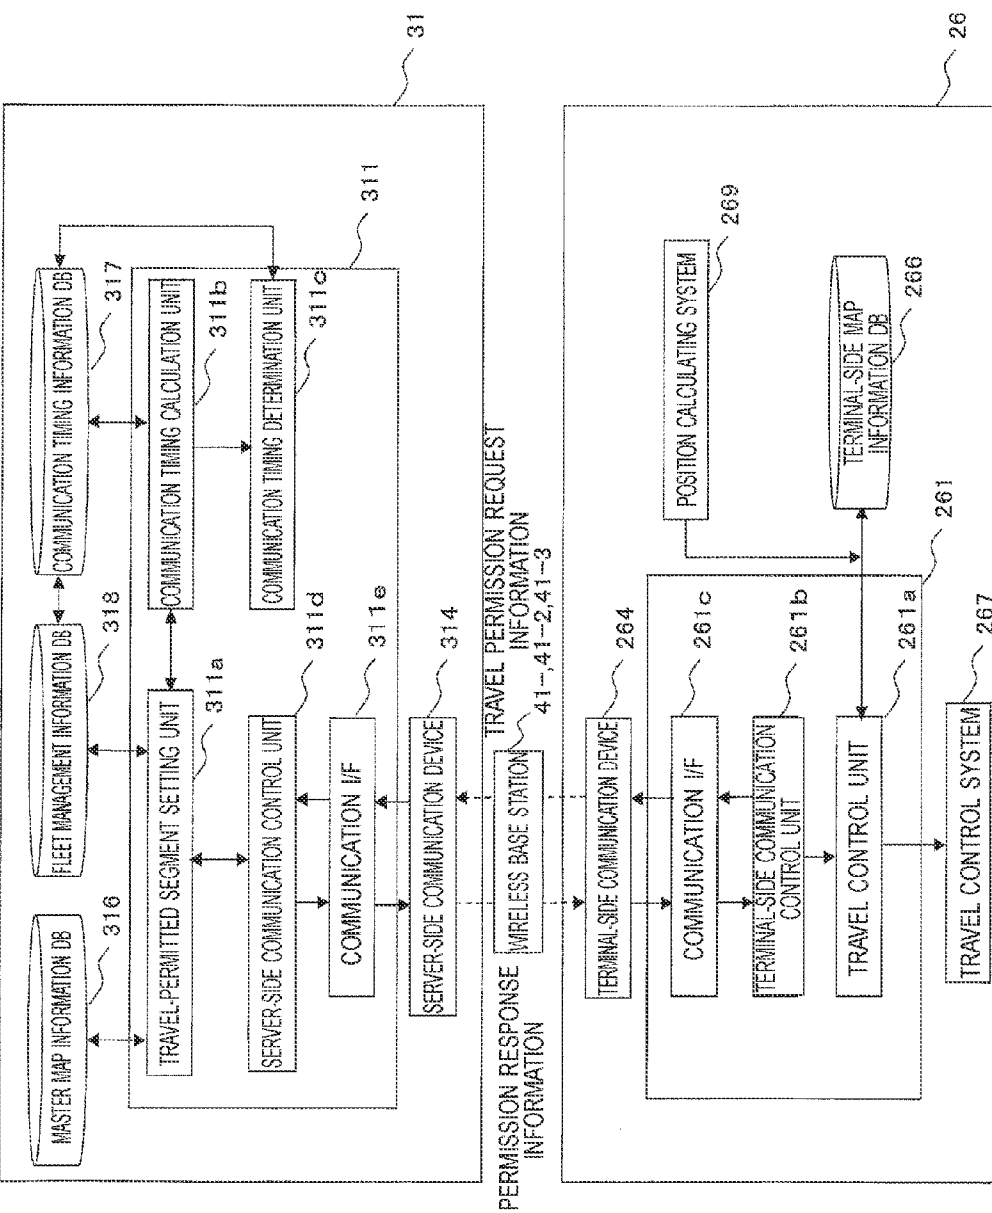 31
MASTER MAP INFORMATION DB
316
FLEET MANAGEMENT INFORMATION DB
318
COMMUNICATION TIMING INFORMATION DB
317
TRAVEL-PERMITTED SEGMENT SETTING UNIT
311a
COMMUNICATION TIMING CALCULATION UNIT
311b
311
SERVER-SIDE COMMUNICATION CONTROL UNIT
311d
COMMUNICATION TIMING DETERMINATION UNIT
311c
COMMUNICATION I/F
311e
SERVER-SIDE COMMUNICATION DEVICE
314
PERMISSION RESPONSE
INFORMATION
WIRELESS BASE STATION
TRAVEL PERMISSION REQUEST
INFORMATION
41-,41-2,41-3
26
TERMINAL-SIDE COMMUNICATION DEVICE
264
COMMUNICATION I/F
261c
POSITION CALCULATING SYSTEM
269
TERMINAL-SIDE COMMUNICATION
CONTROL UNIT
261b
TRAVEL CONTROL UNIT
261a
261
TERMINAL-SIDE MAP
INFORMATION DB
266
TRAVEL CONTROL SYSTEM
267